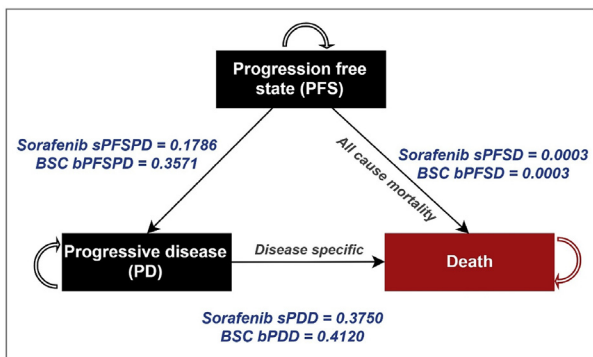 Progression free
state (PFS)
Sorafenib sPFSPD = 0.1786
BSC bPFSPD = 0.3571
All cause mortality
Sorafenib sPFSD = 0.0003
BSC bPFSD = 0.0003
Progressive disease
(PD)
Disease specific
Death
Sorafenib sPDD = 0.3750
BSC bPDD = 0.4120